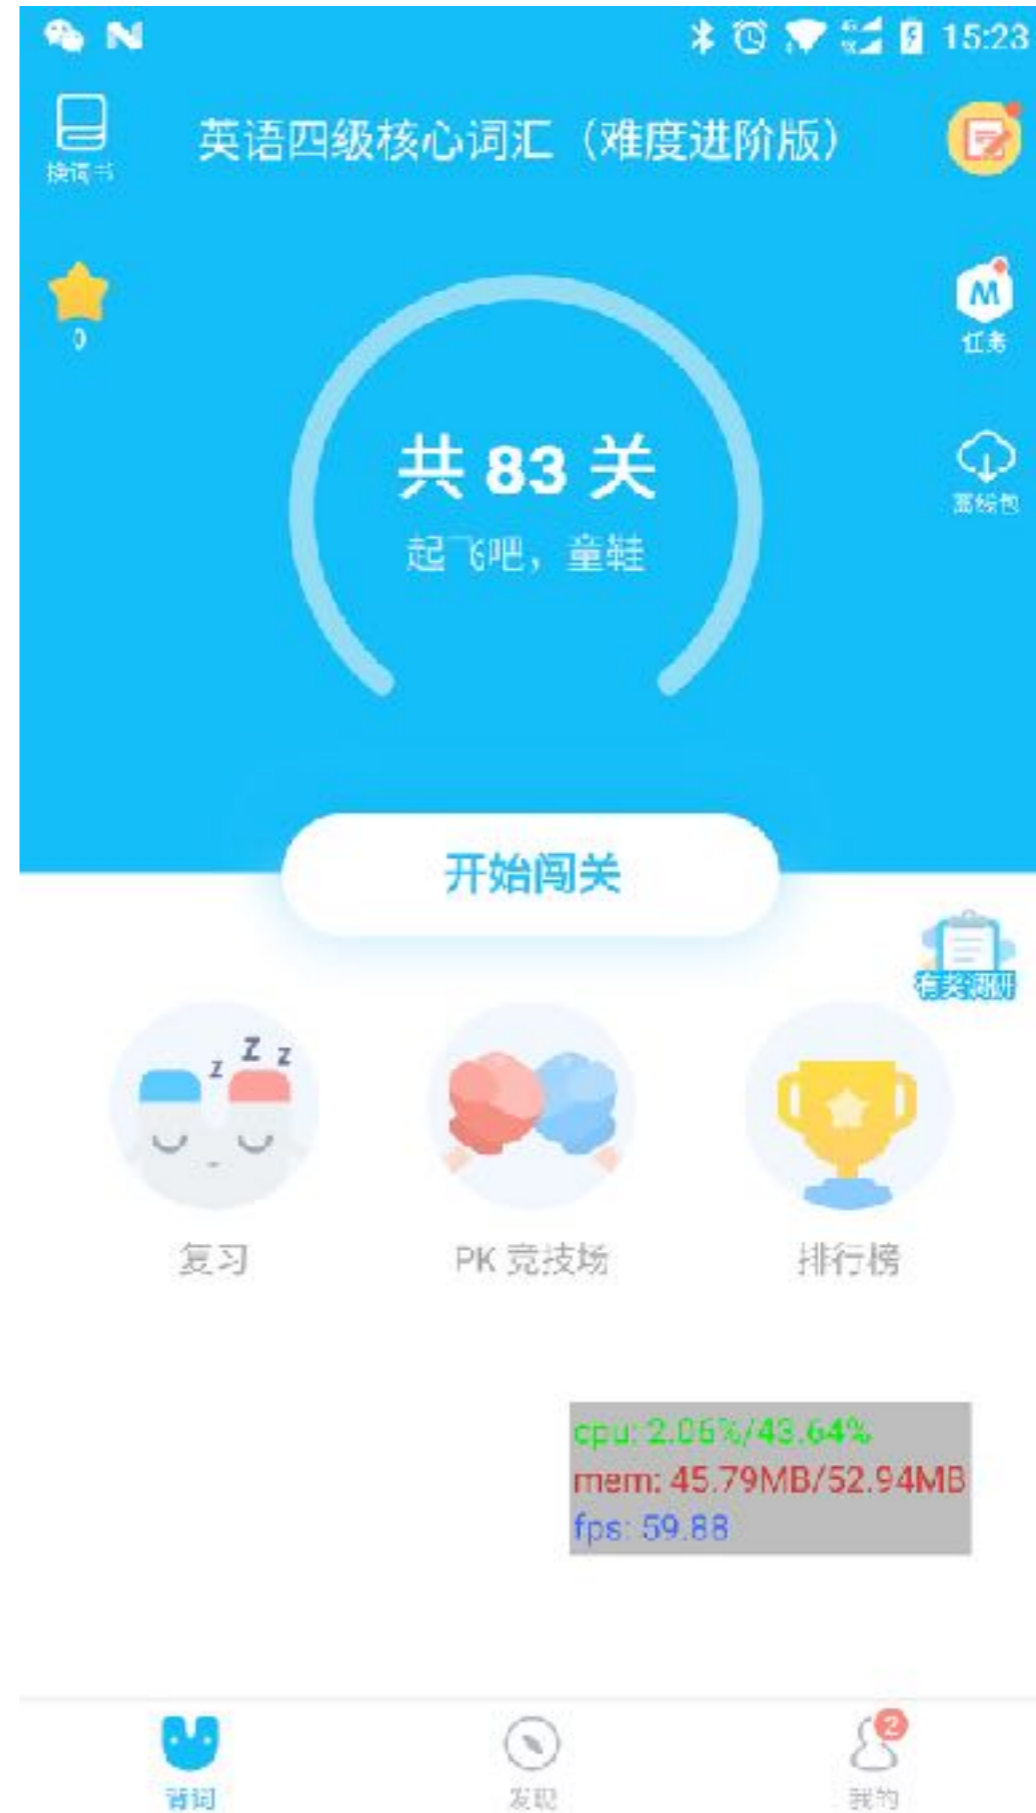 15:23
换词书
英语四级核心词汇（难度进阶版）
0
M
任务
共 83 关
离线包
起飞吧，童鞋
开始闯关
有奖调研
z Z z
复习
PK 竞技场
排行榜
cpu: 2.06%/43.64%
mem: 45.79MB/52.94MB
fps: 59.88
2
背词
发现
我的